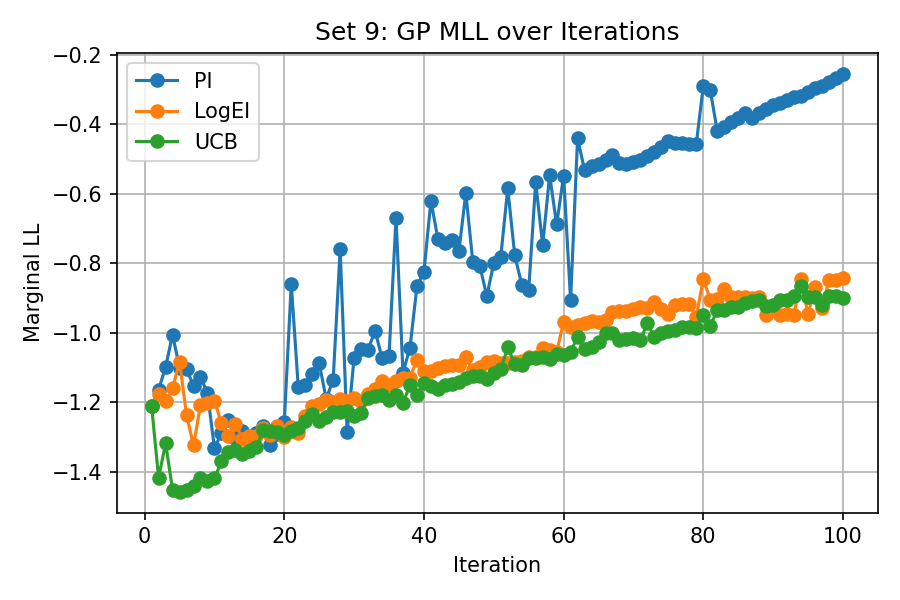 Set 9: GP MLL over Iterations
PI
LogEI
UCB
Marginal LL
−0.2
−0.4
−0.6
−0.8
−1.0
−1.2
−1.4
0 20 40 60 80 100
Iteration